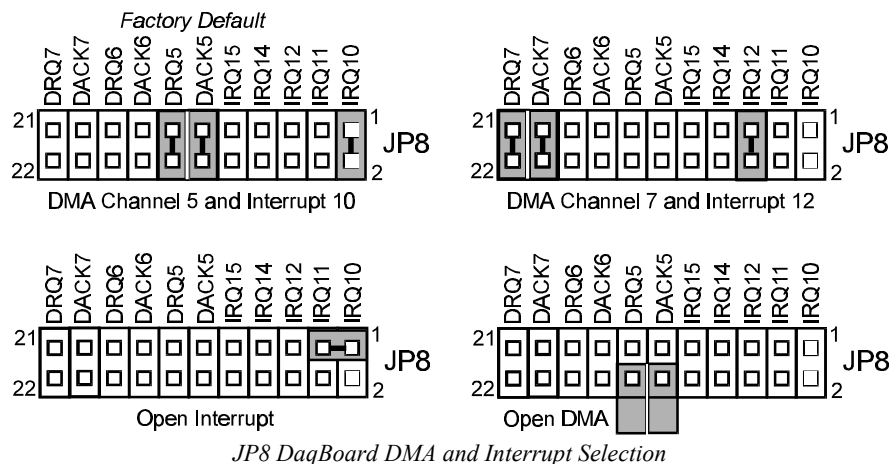 Factory Default
DRQ7 DACK7 DRQ6 DACK6 DRQ5 DACK5 IRQ15 IRQ14 IRQ12 IRQ11 IRQ10
21 1
JP8
22 2
DMA Channel 5 and Interrupt 10
DRQ7 DACK7 DRQ6 DACK6 DRQ5 DACK5 IRQ15 IRQ14 IRQ12 IRQ11 IRQ10
21 1
JP8
22 2
DMA Channel 7 and Interrupt 12
DRQ7 DACK7 DRQ6 DACK6 DRQ5 DACK5 IRQ15 IRQ14 IRQ12 IRQ11 IRQ10
21 1
JP8
22 2
Open Interrupt
DRQ7 DACK7 DRQ6 DACK6 DRQ5 DACK5 IRQ15 IRQ14 IRQ12 IRQ11 IRQ10
21 1
JP8
22 2
Open DMA
JP8 DaqBoard DMA and Interrupt Selection